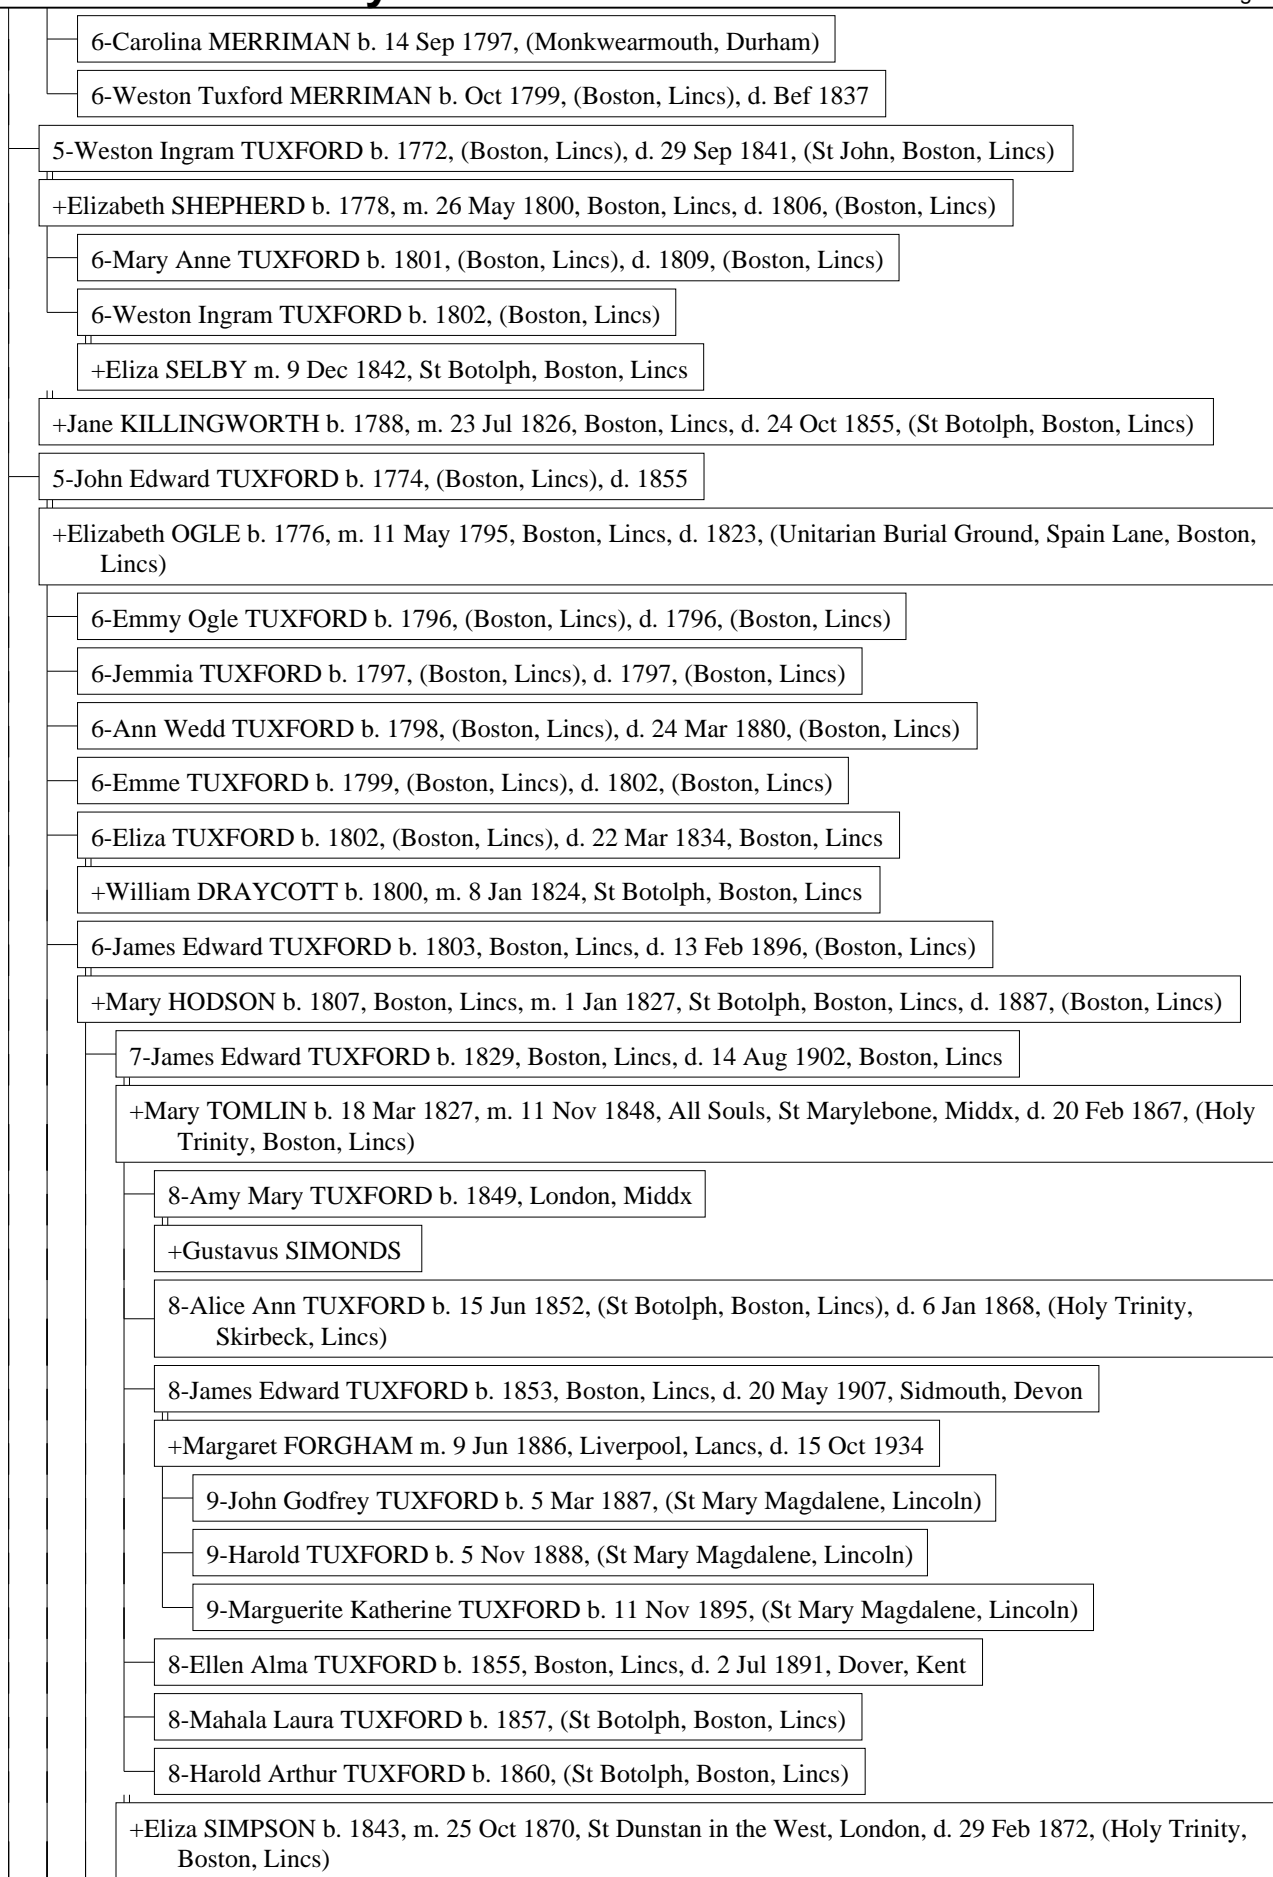 6-Carolina MERRIMAN b. 14 Sep 1797, (Monkwearmouth, Durham)
6-Weston Tuxford MERRIMAN b. Oct 1799, (Boston, Lincs), d. Bef 1837
5-Weston Ingram TUXFORD b. 1772, (Boston, Lincs), d. 29 Sep 1841, (St John, Boston, Lincs)
+Elizabeth SHEPHERD b. 1778, m. 26 May 1800, Boston, Lincs, d. 1806, (Boston, Lincs)
6-Mary Anne TUXFORD b. 1801, (Boston, Lincs), d. 1809, (Boston, Lincs)
6-Weston Ingram TUXFORD b. 1802, (Boston, Lincs)
+Eliza SELBY m. 9 Dec 1842, St Botolph, Boston, Lincs
+Jane KILLINGWORTH b. 1788, m. 23 Jul 1826, Boston, Lincs, d. 24 Oct 1855, (St Botolph, Boston, Lincs)
5-John Edward TUXFORD b. 1774, (Boston, Lincs), d. 1855
+Elizabeth OGLE b. 1776, m. 11 May 1795, Boston, Lincs, d. 1823, (Unitarian Burial Ground, Spain Lane, Boston,
Lincs)
6-Emmy Ogle TUXFORD b. 1796, (Boston, Lincs), d. 1796, (Boston, Lincs)
6-Jemmia TUXFORD b. 1797, (Boston, Lincs), d. 1797, (Boston, Lincs)
6-Ann Wedd TUXFORD b. 1798, (Boston, Lincs), d. 24 Mar 1880, (Boston, Lincs)
6-Emme TUXFORD b. 1799, (Boston, Lincs), d. 1802, (Boston, Lincs)
6-Eliza TUXFORD b. 1802, (Boston, Lincs), d. 22 Mar 1834, Boston, Lincs
+William DRAYCOTT b. 1800, m. 8 Jan 1824, St Botolph, Boston, Lincs
6-James Edward TUXFORD b. 1803, Boston, Lincs, d. 13 Feb 1896, (Boston, Lincs)
+Mary HODSON b. 1807, Boston, Lincs, m. 1 Jan 1827, St Botolph, Boston, Lincs, d. 1887, (Boston, Lincs)
7-James Edward TUXFORD b. 1829, Boston, Lincs, d. 14 Aug 1902, Boston, Lincs
+Mary TOMLIN b. 18 Mar 1827, m. 11 Nov 1848, All Souls, St Marylebone, Middx, d. 20 Feb 1867, (Holy
Trinity, Boston, Lincs)
8-Amy Mary TUXFORD b. 1849, London, Middx
+Gustavus SIMONDS
8-Alice Ann TUXFORD b. 15 Jun 1852, (St Botolph, Boston, Lincs), d. 6 Jan 1868, (Holy Trinity,
Skirbeck, Lincs)
8-James Edward TUXFORD b. 1853, Boston, Lincs, d. 20 May 1907, Sidmouth, Devon
+Margaret FORGHAM m. 9 Jun 1886, Liverpool, Lancs, d. 15 Oct 1934
9-John Godfrey TUXFORD b. 5 Mar 1887, (St Mary Magdalene, Lincoln)
9-Harold TUXFORD b. 5 Nov 1888, (St Mary Magdalene, Lincoln)
9-Marguerite Katherine TUXFORD b. 11 Nov 1895, (St Mary Magdalene, Lincoln)
8-Ellen Alma TUXFORD b. 1855, Boston, Lincs, d. 2 Jul 1891, Dover, Kent
8-Mahala Laura TUXFORD b. 1857, (St Botolph, Boston, Lincs)
8-Harold Arthur TUXFORD b. 1860, (St Botolph, Boston, Lincs)
+Eliza SIMPSON b. 1843, m. 25 Oct 1870, St Dunstan in the West, London, d. 29 Feb 1872, (Holy Trinity,
Boston, Lincs)